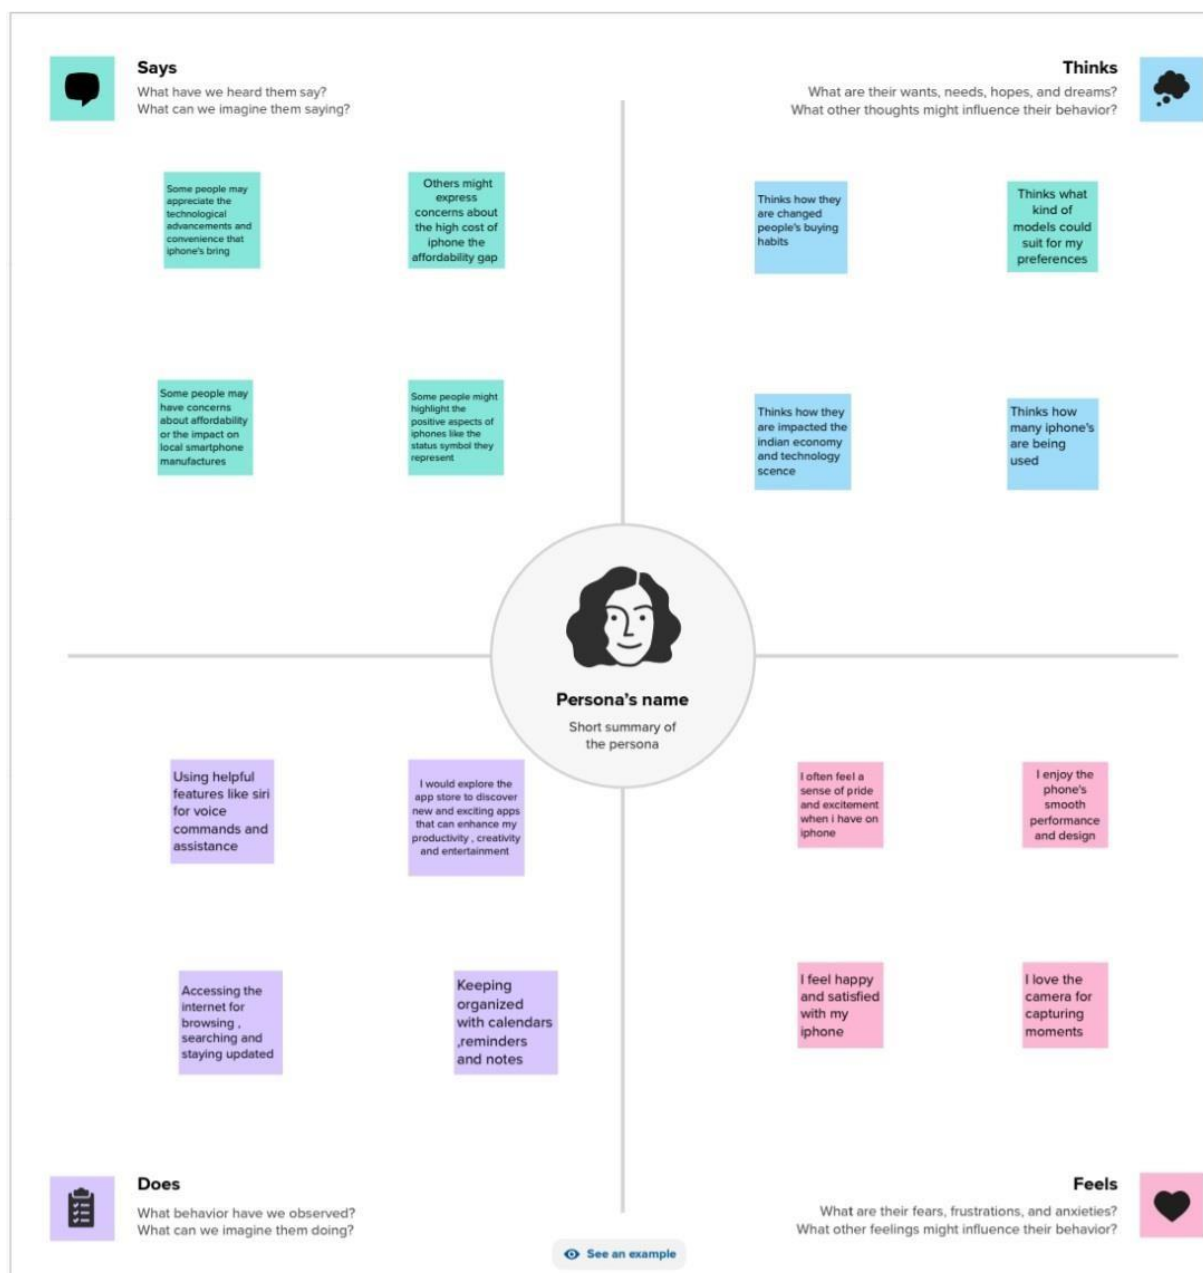 Says
What have we heard them say?
What can we imagine them saying?
Thinks
What are their wants, needs, hopes, and dreams?
What other thoughts might influence their behavior?
Some people may
appreciate the
technological
advancements and
convenience that
iphone's bring
Others might
express
concerns about
the high cost of
iphone the
affordability gap
Thinks how they
are changed
people's buying
habits
Thinks what
kind of
models could
suit for my
preferences
Some people may
have concerns
about affordability
or the impact on
local smartphone
manufactures
Some people might
highlight the
positive aspects of
iphones like the
status symbol they
represent
Thinks how they
are impacted the
indian economy
and technology
scence
Thinks how
many iphone's
are being
used
Persona's name
Short summary of
the persona
Using helpful
features like siri
for voice
commands and
assistance
I would explore the
app store to discover
new and exciting apps
that can enhance my
productivity , creativity
and entertainment
I often feel a
sense of pride
and excitement
when i have on
iphone
I enjoy the
phone's
smooth
performance
and design
Accessing the
internet for
browsing ,
searching and
staying updated
Keeping
organized
with calendars
,reminders
and notes
I feel happy
and satisfied
with my
iphone
I love the
camera for
capturing
moments
Does
What behavior have we observed?
What can we imagine them doing?
Feels
What are their fears, frustrations, and anxieties?
What other feelings might influence their behavior?
See an example